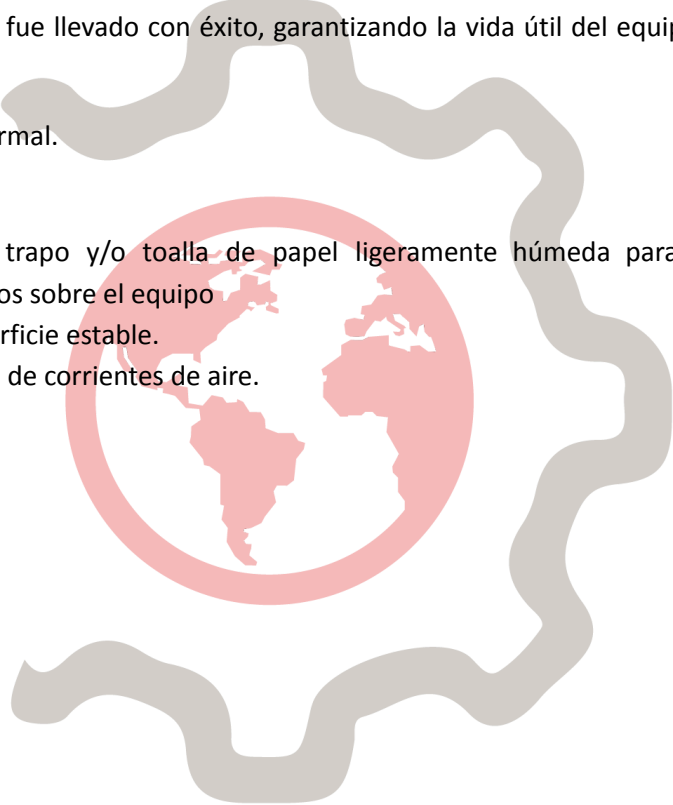 fue llevado con éxito, garantizando la vida útil del equip
rmal.
trapo y/o toalla de papel ligeramente húmeda para
os sobre el equipo
rficie estable.
de corrientes de aire.